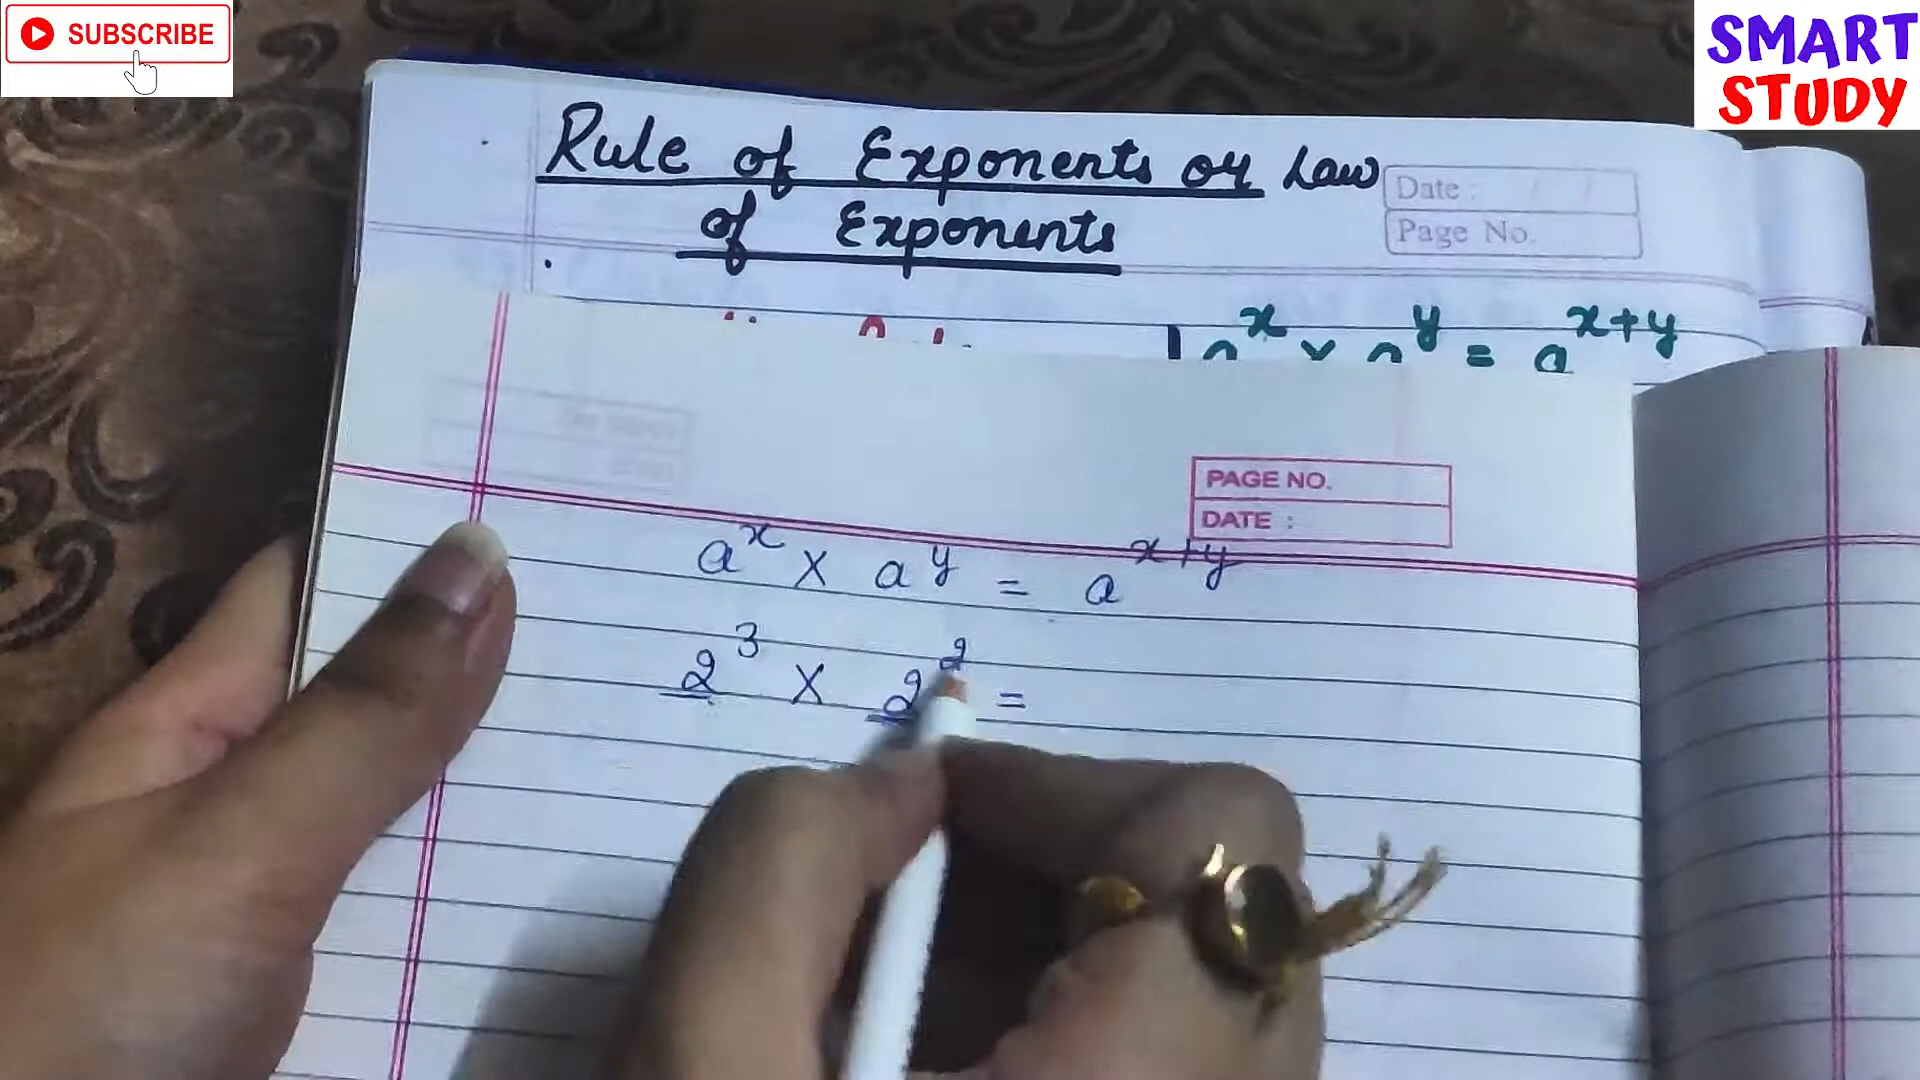 SUBSCRIBE
SMART
STUDY
Rule of Exponents or Law
of Exponents
Date : / /
Page No.
a^x × a^y = a^x+y
PAGE NO.
DATE :
a^x × a^y = a^x+y
2^3 × 2^2 =